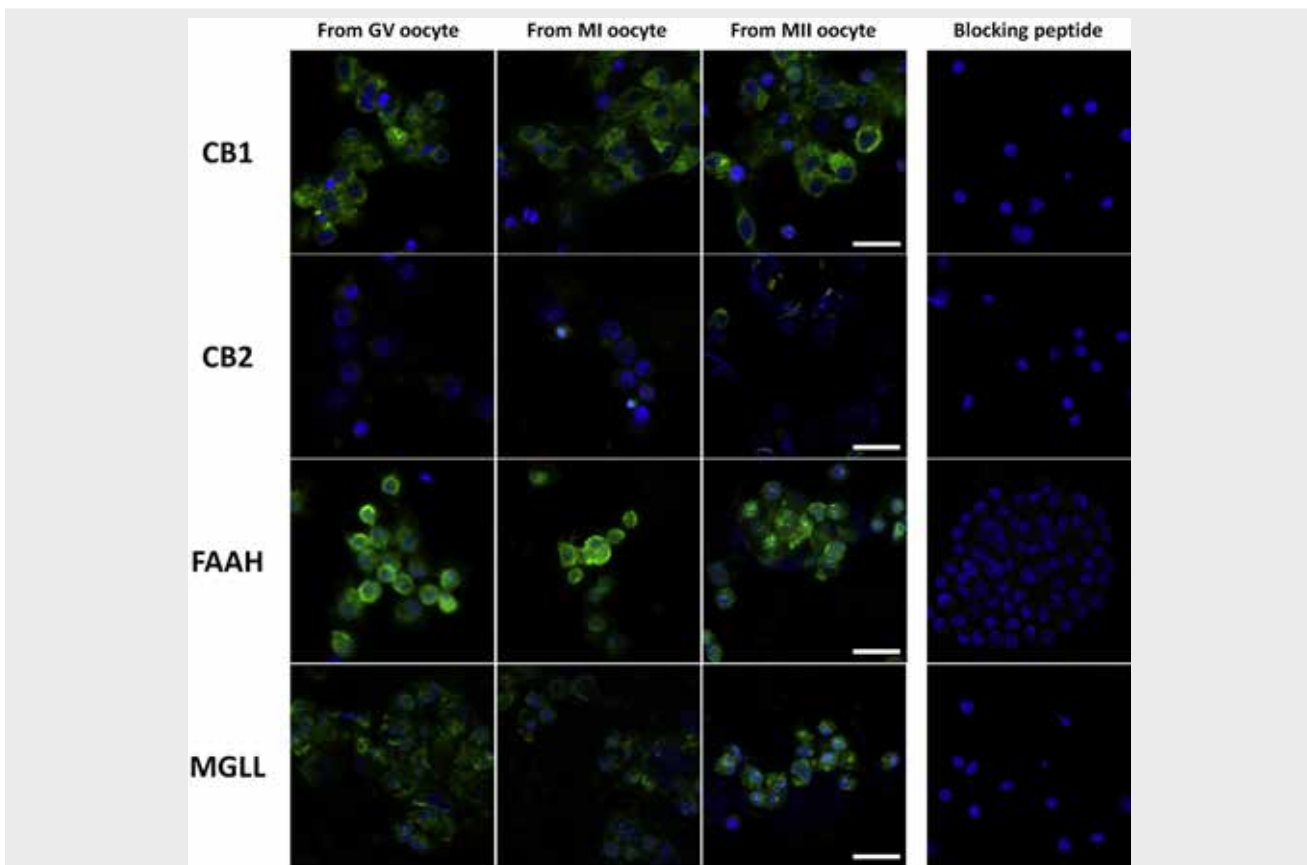 From GV oocyte From MI oocyte From MII oocyte Blocking peptide
CB1
CB2
FAAH
MGLL